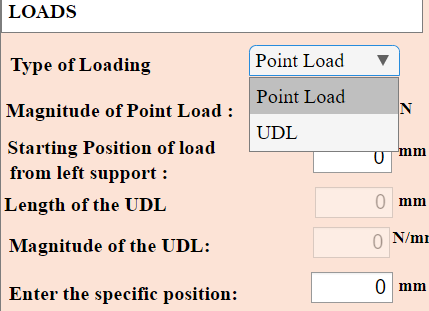 LOADS
Type of Loading Point Load
Point Load
Magnitude of Point Load : N
UDL
Starting Position of load 0 mm
from left support :
Length of the UDL 0 mm
Magnitude of the UDL: 0
Enter the specific position: 0 mm